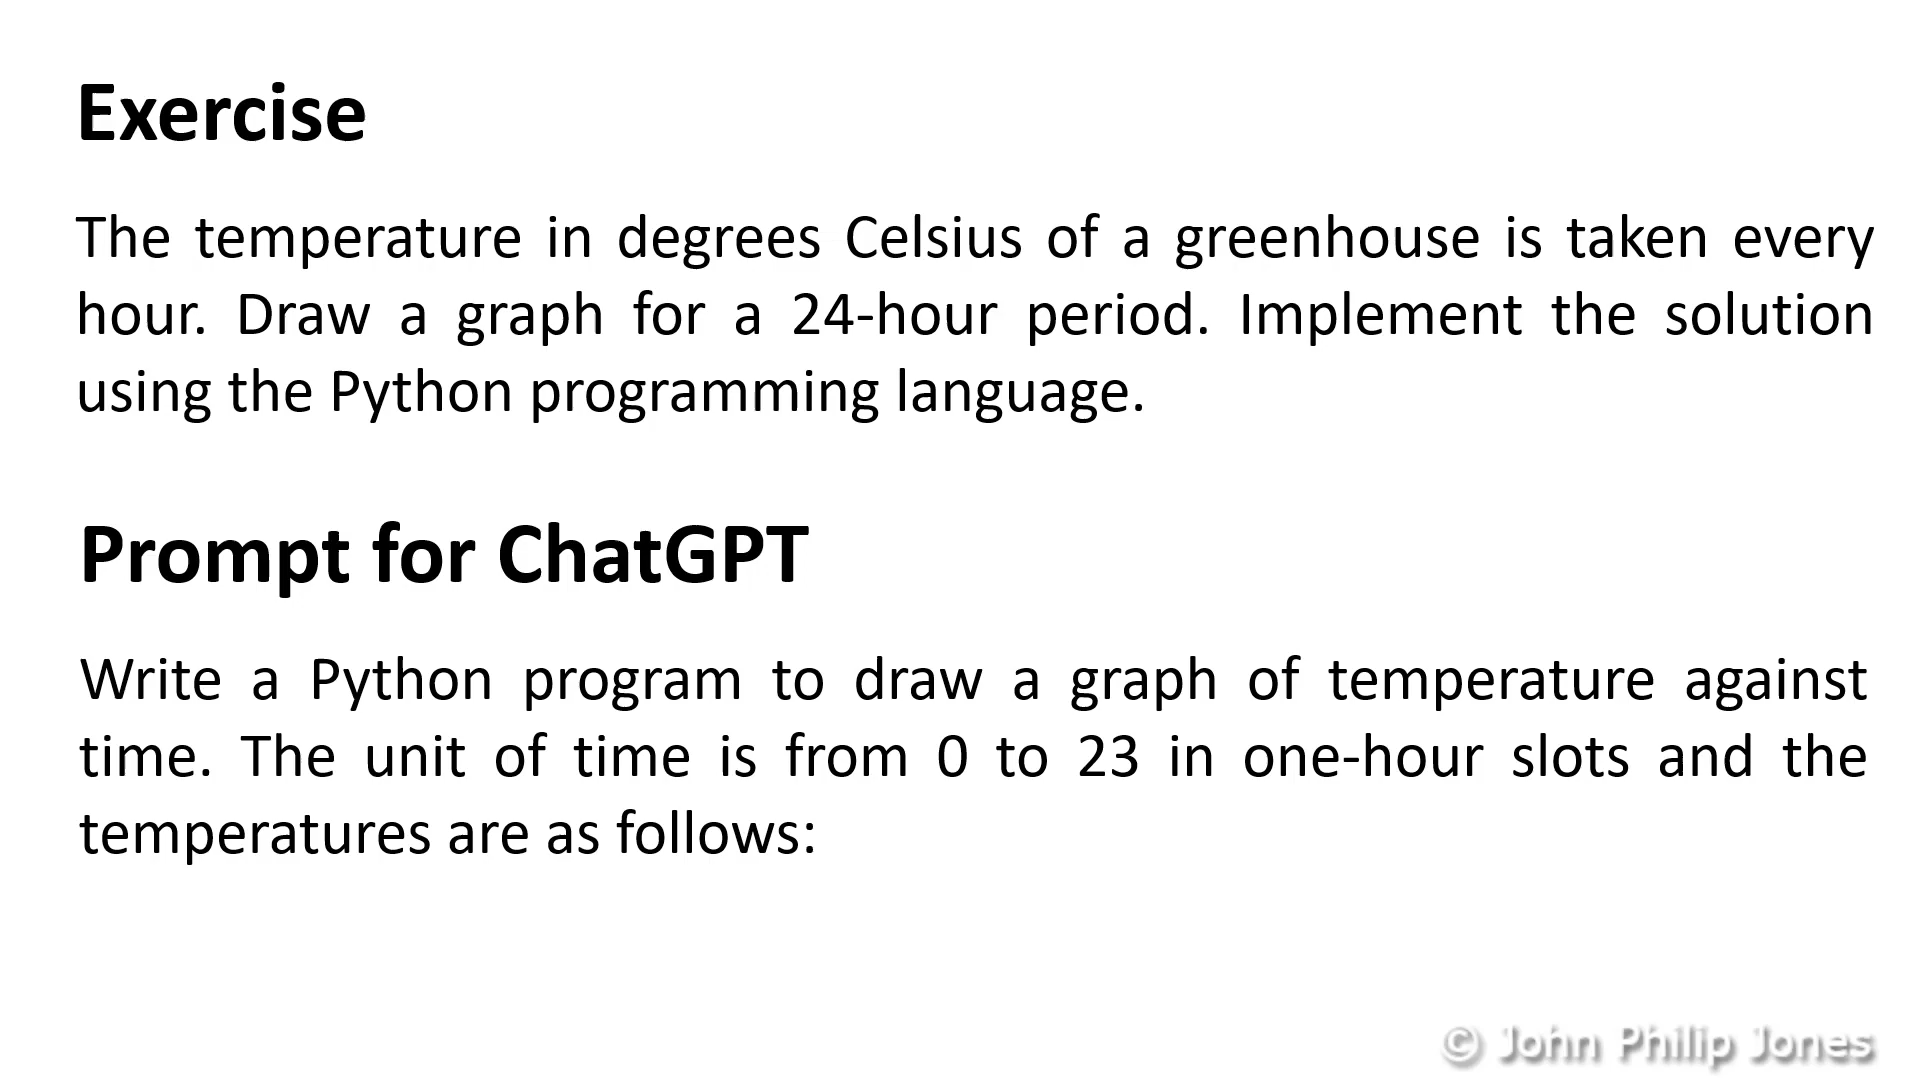 Exercise
The temperature in degrees Celsius of a greenhouse is taken every
hour. Draw a graph for a 24-hour period. Implement the solution
using the Python programming language.
Prompt for ChatGPT
Write a Python program to draw a graph of temperature against
time. The unit of time is from 0 to 23 in one-hour slots and the
temperatures are as follows:
© John Philip Jones